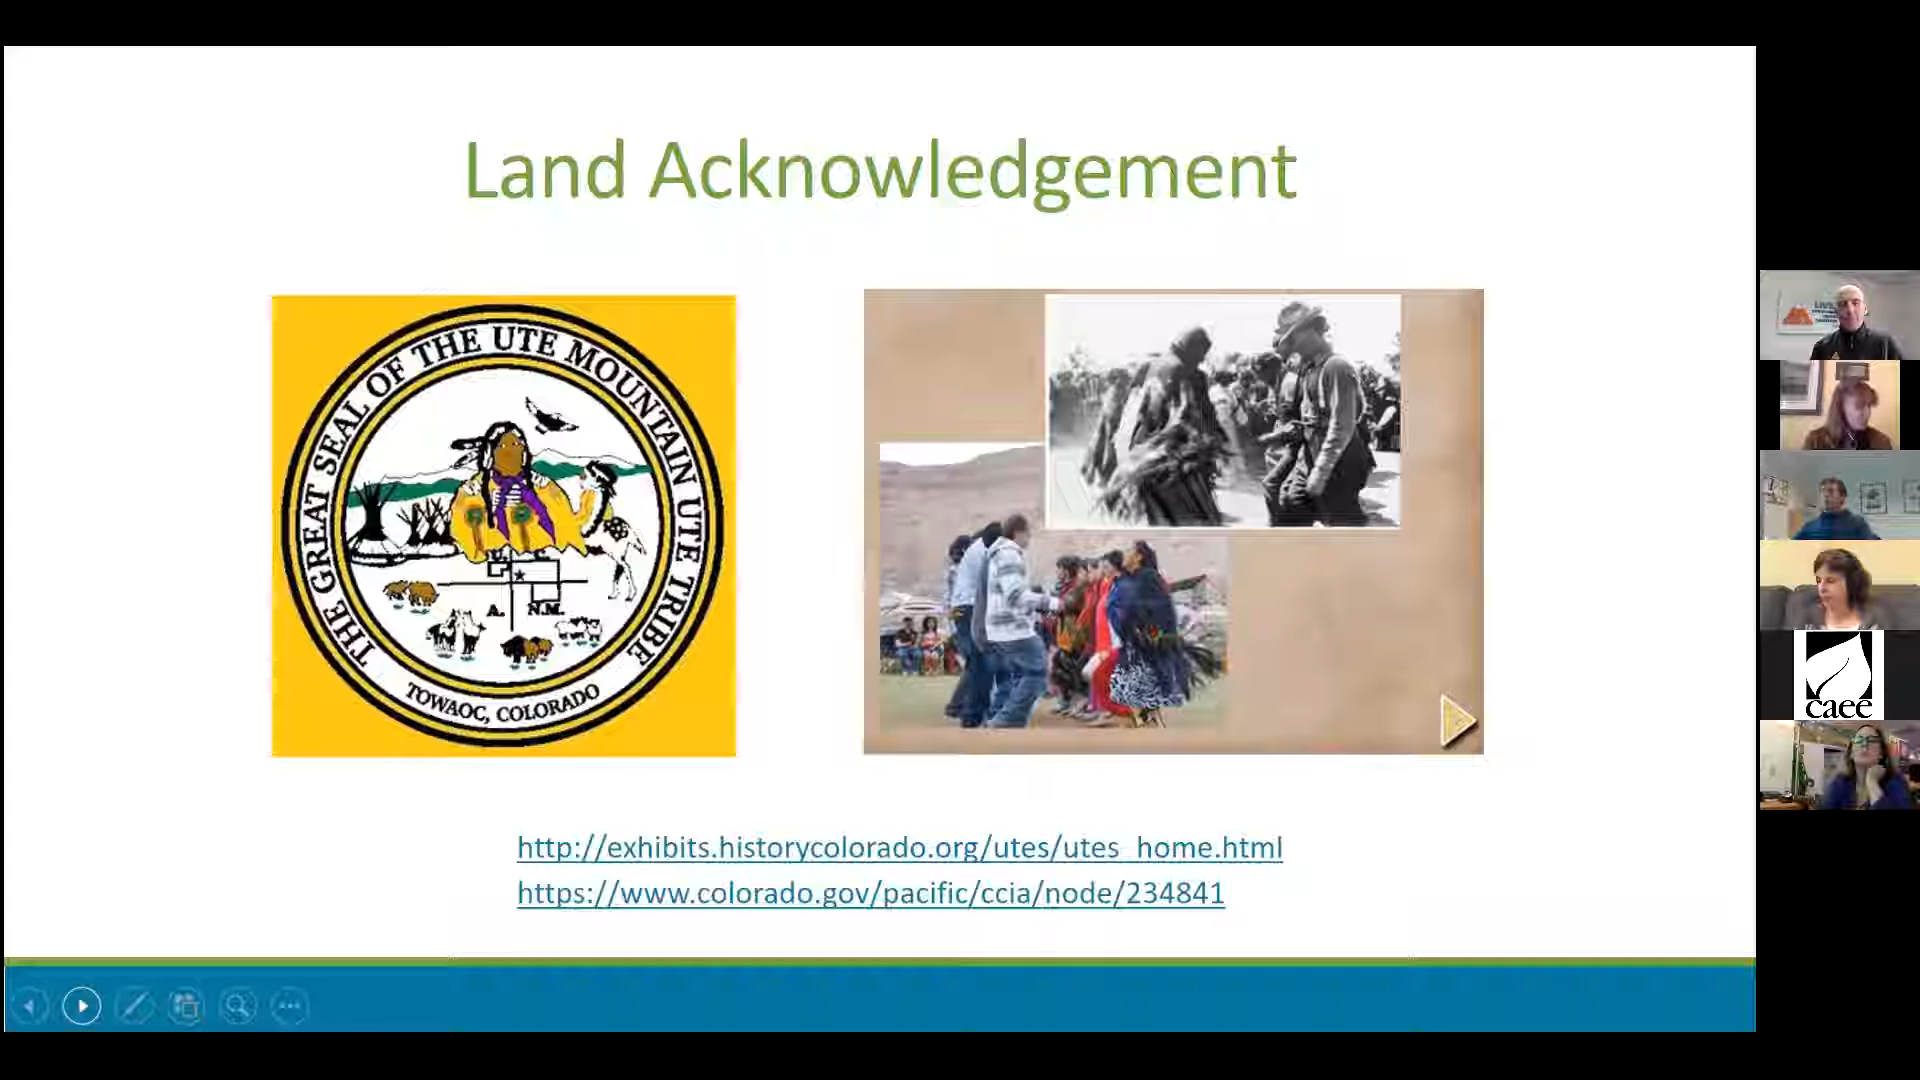 Land Acknowledgement
THE GREAT SEAL OF THE UTE MOUNTAIN UTE TRIBE
A. N.M.
TOWAOC, COLORADO
http://exhibits.historycolorado.org/utes/utes_home.html
https://www.colorado.gov/pacific/ccia/node/234841
caee